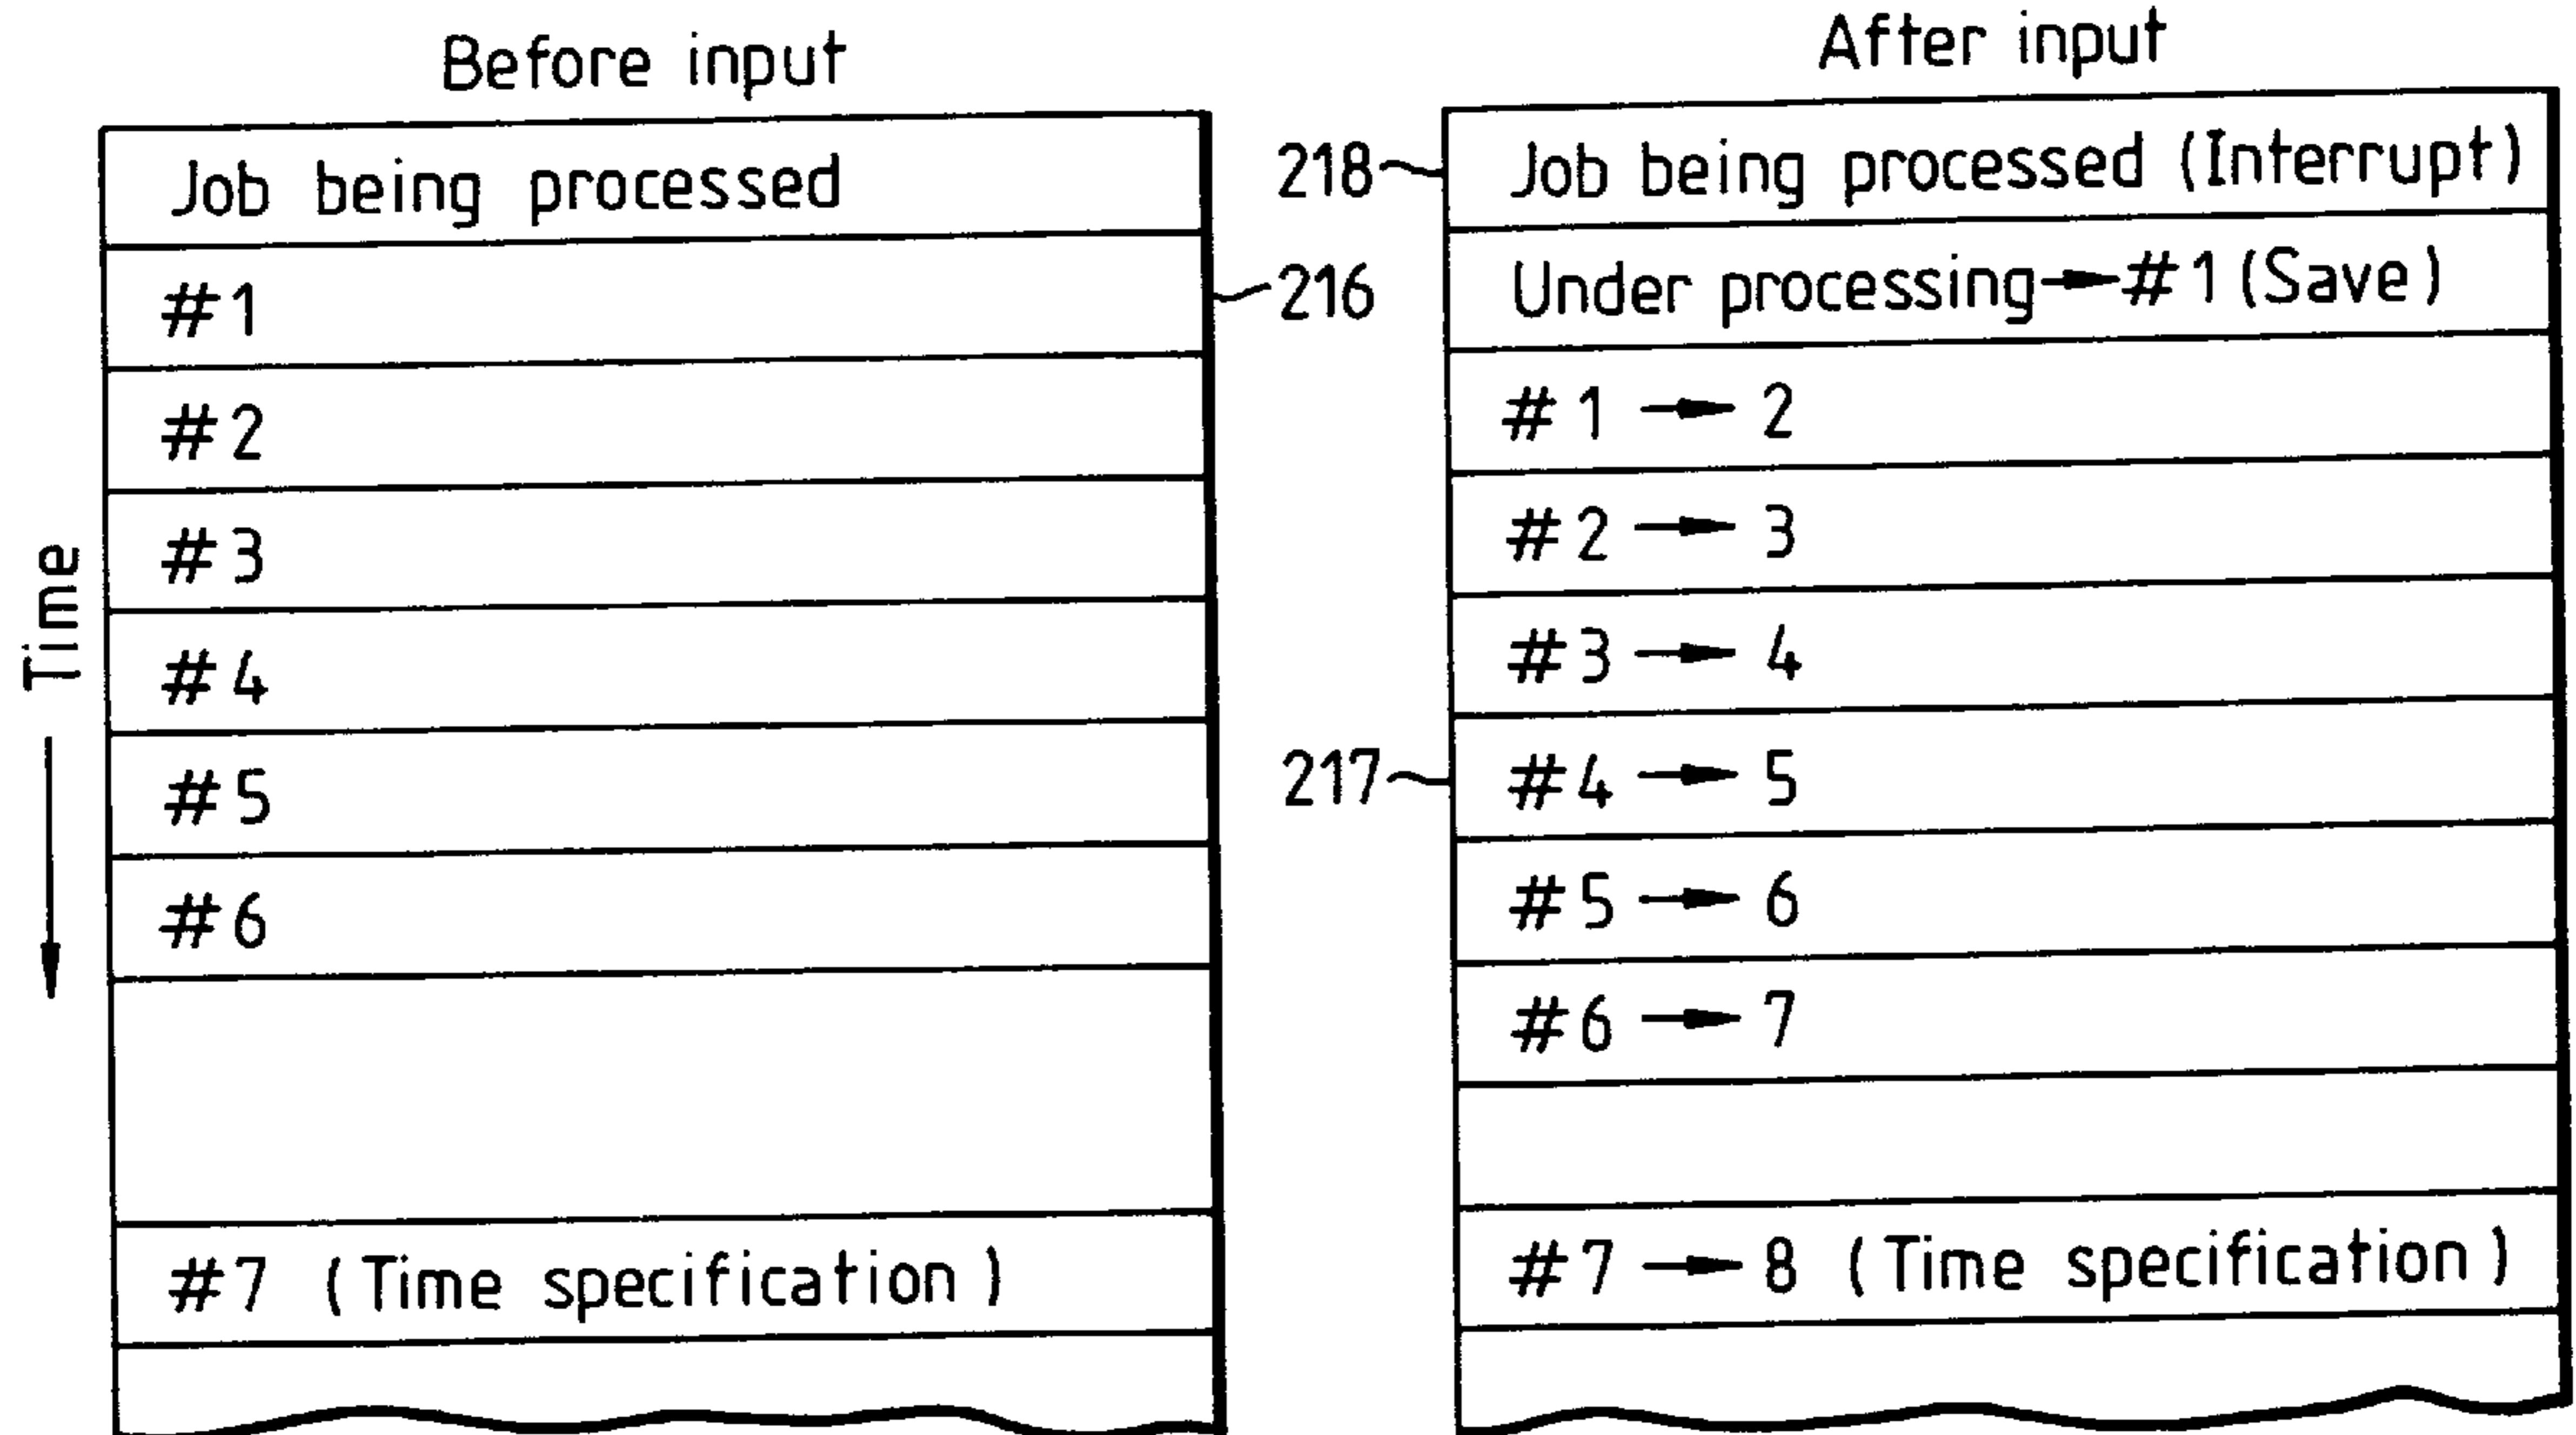 Before input
Job being processed
#1
#2
#3
#4
#5
#6
#7 (Time specification)
Time
216
After input
218
Job being processed (Interrupt)
Under processing→#1 (Save)
#1 → 2
#2 → 3
#3 → 4
217
#4 → 5
#5 → 6
#6 → 7
#7 → 8 (Time specification)